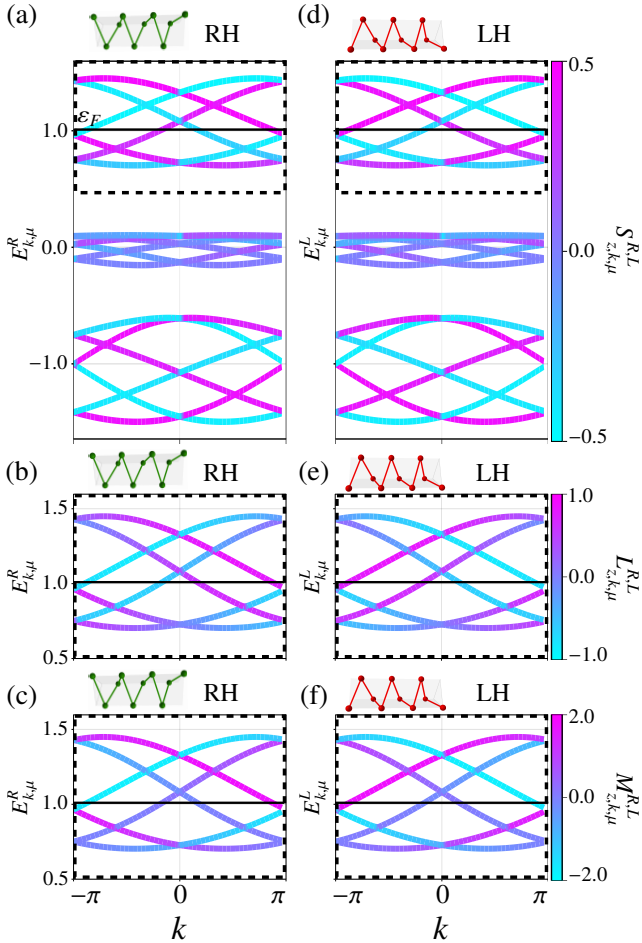 (a) RH (d) LH
ε_F
1.0
0.0
−1.0
E^R_{k,μ}
E^L_{k,μ}
0.5
0.0
−0.5
S^{R,L}_{z,k,μ}
(b) RH (e) LH
1.5
1.0
0.5
E^R_{k,μ}
E^L_{k,μ}
1.0
0.0
−1.0
L^{R,L}_{z,k,μ}
(c) RH (f) LH
1.5
1.0
0.5
E^R_{k,μ}
E^L_{k,μ}
2.0
0.0
−2.0
M^{R,L}_{z,k,μ}
−π 0 π −π 0 π
k k